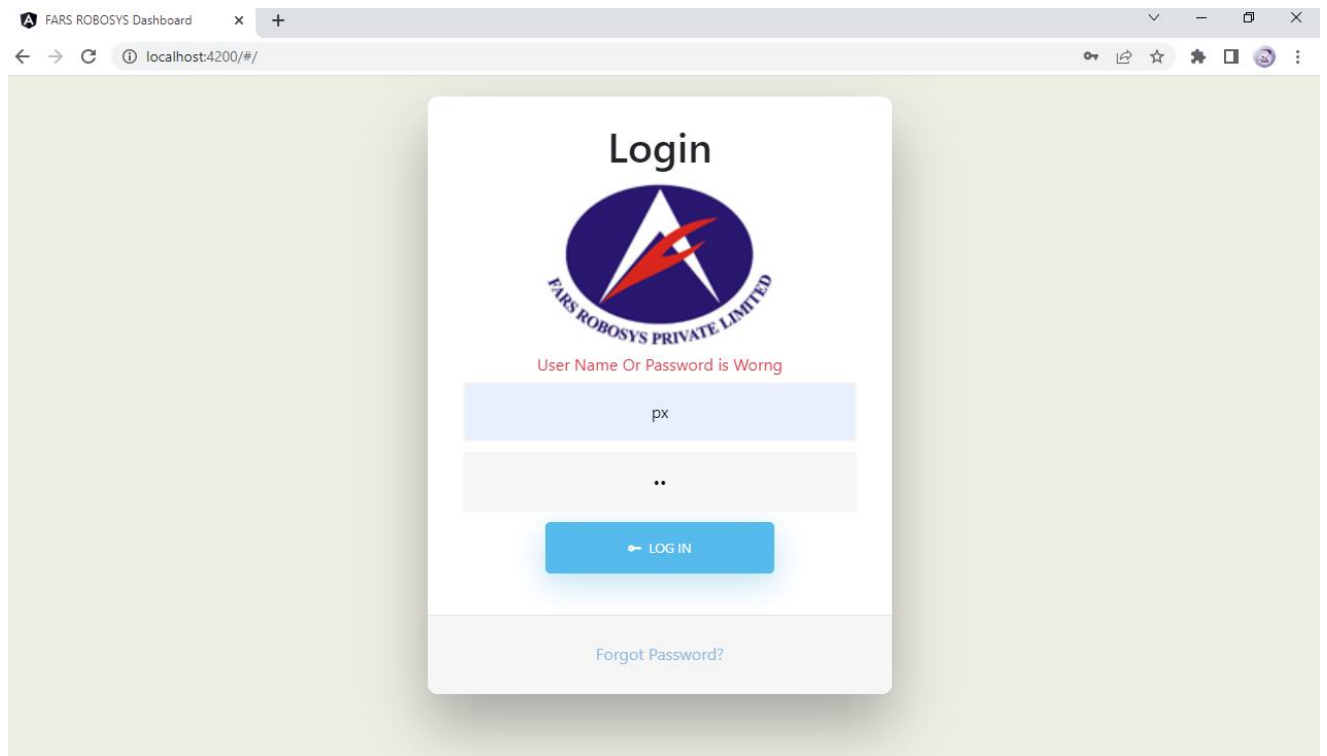 FARS ROBOSYS Dashboard
localhost:4200/#/
Login
FARS ROBOSYS PRIVATE LIMITED
User Name Or Password is Worng
px
••
LOG IN
Forgot Password?